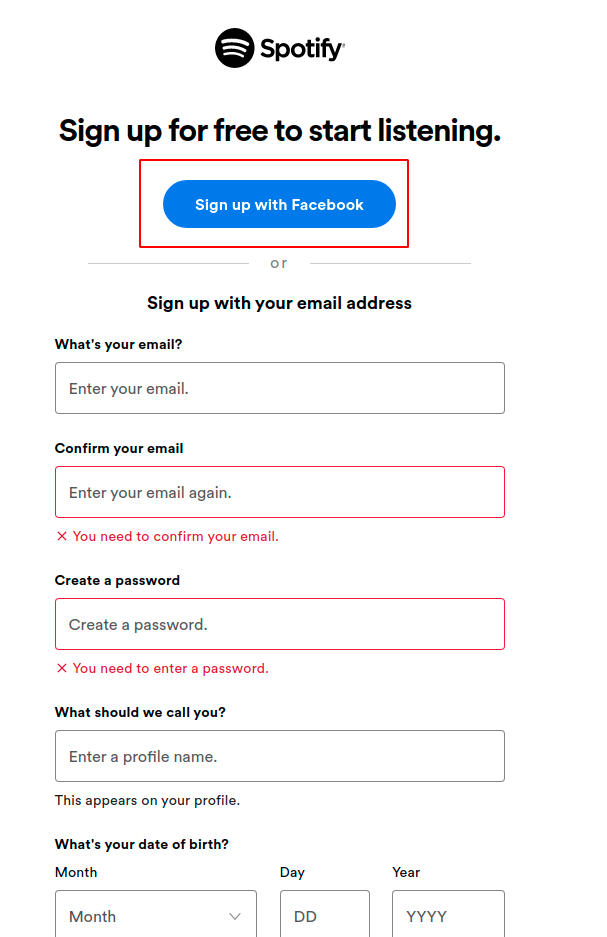 Spotify
Sign up for free to start listening.
Sign up with Facebook
or
Sign up with your email address
What's your email?
Enter your email.
Confirm your email
Enter your email again.
× You need to confirm your email.
Create a password
Create a password.
× You need to enter a password.
What should we call you?
Enter a profile name.
This appears on your profile.
What's your date of birth?
Month Day Year
Month DD YYYY